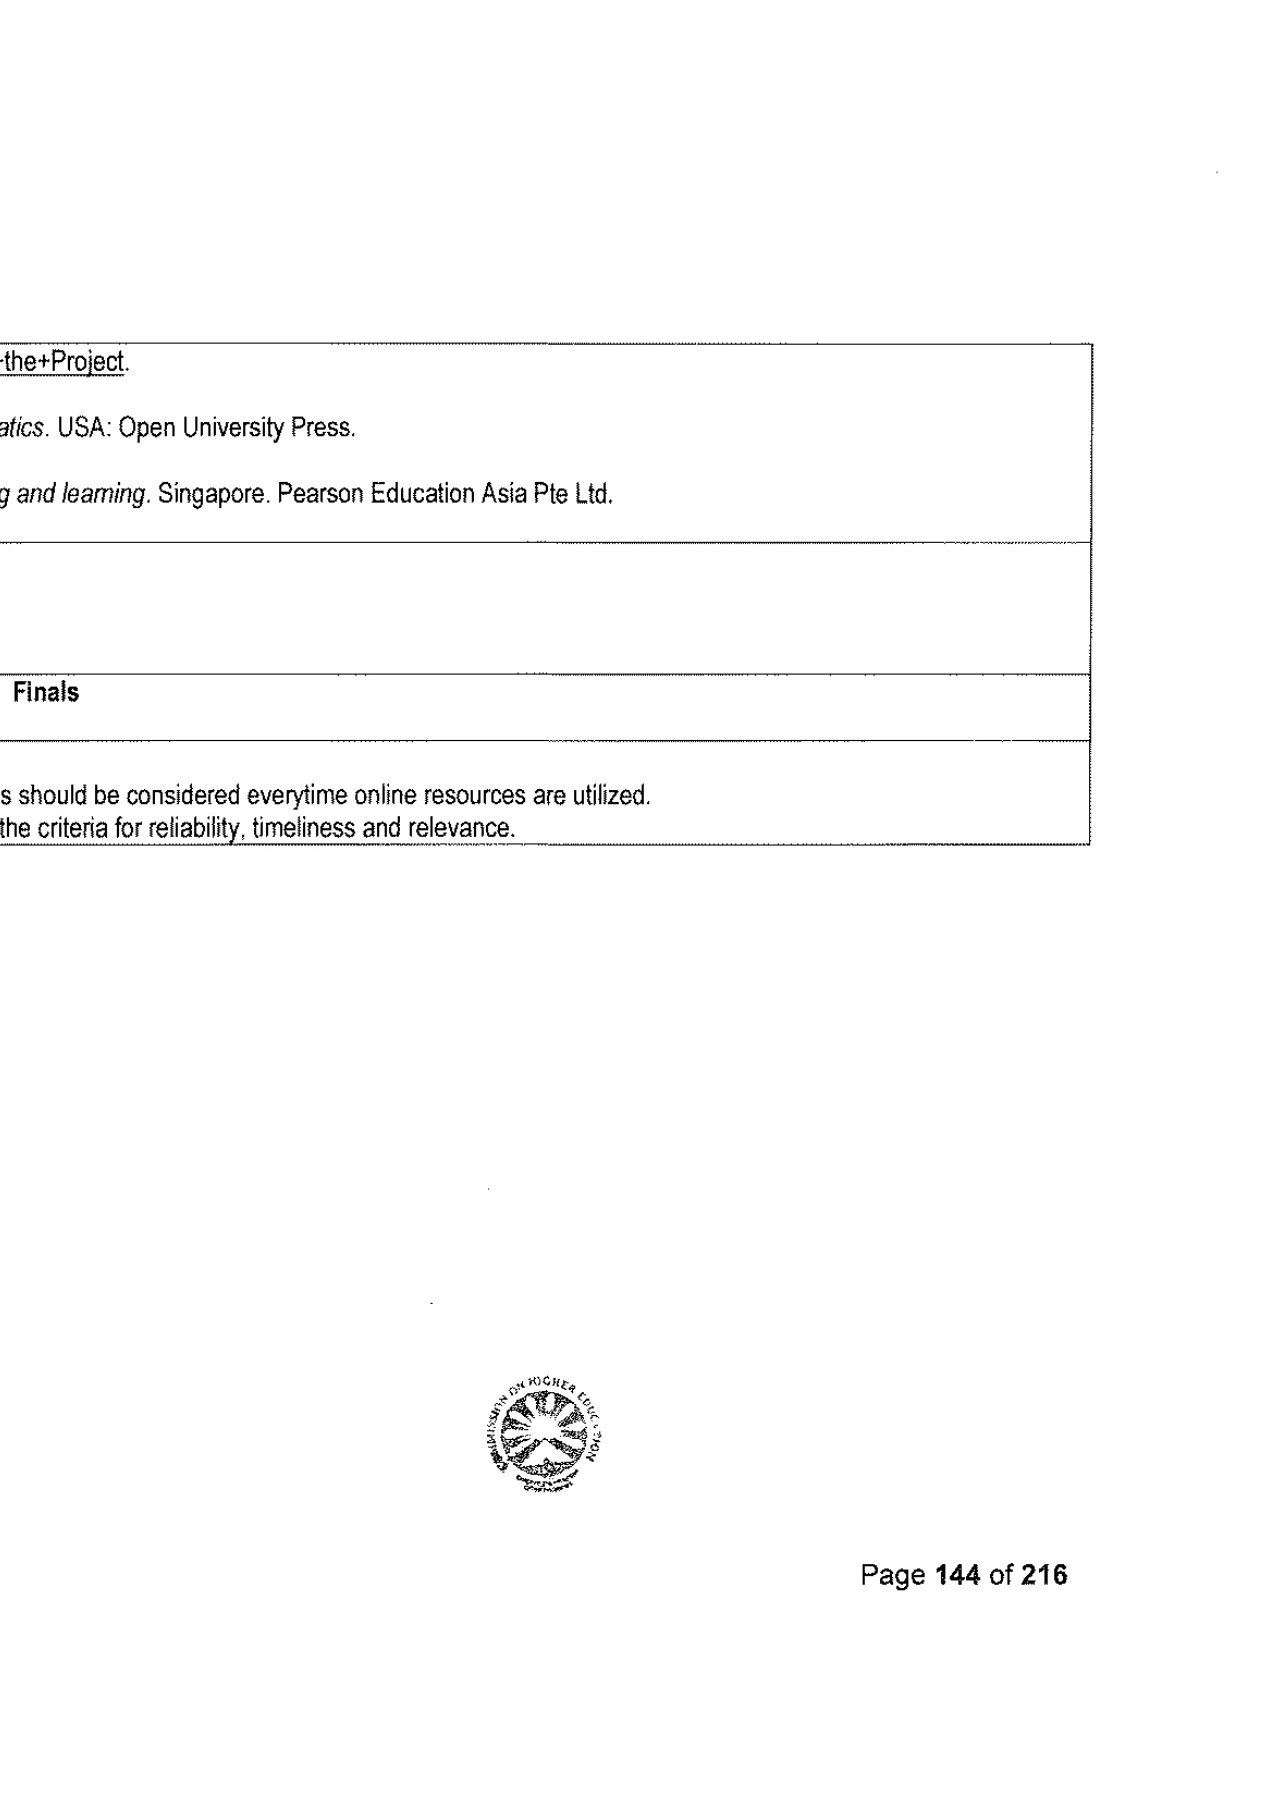 -the+Project.
atics. USA: Open University Press.
g and learning. Singapore. Pearson Education Asia Pte Ltd.
Finals
s should be considered everytime online resources are utilized.
the criteria for reliability, timeliness and relevance.
COMMISSION ON HIGHER EDUCATION
Page 144 of 216